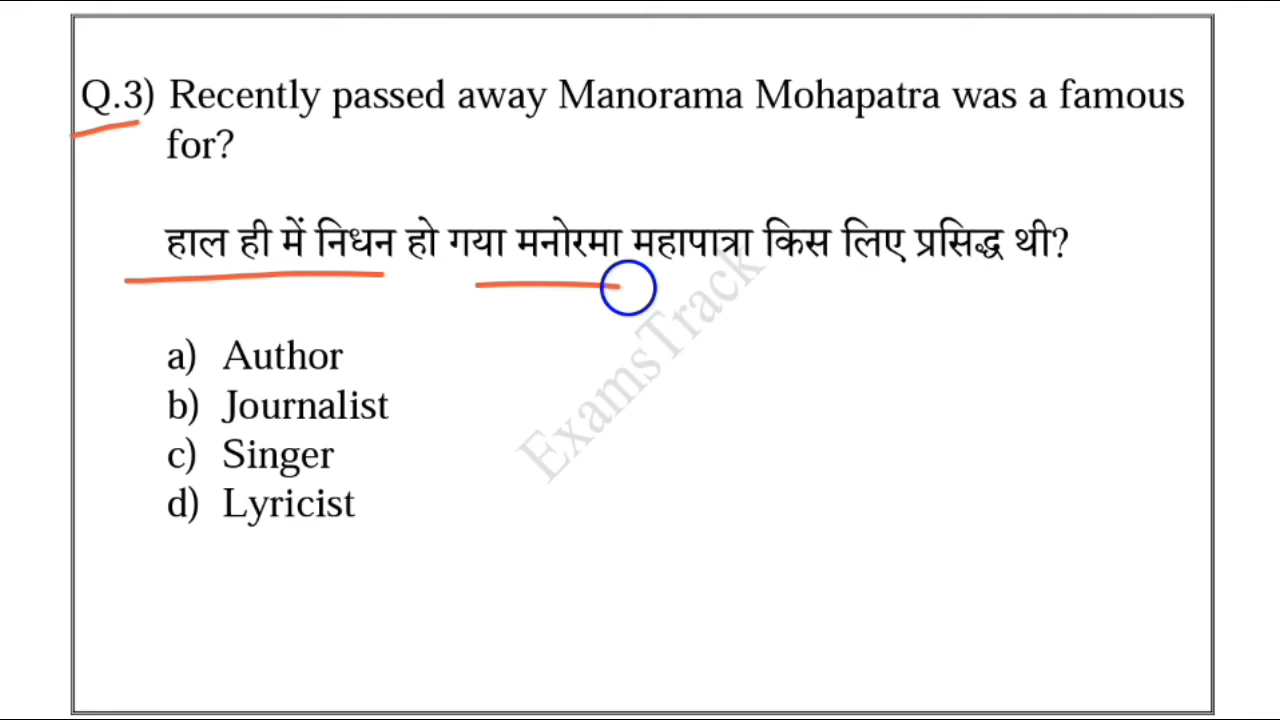 Q.3) Recently passed away Manorama Mohapatra was a famous
for?
हाल ही में निधन हो गया मनोरमा महापात्रा किस लिए प्रसिद्ध थी?
a) Author
b) Journalist
c) Singer
d) Lyricist
ExamsTrack